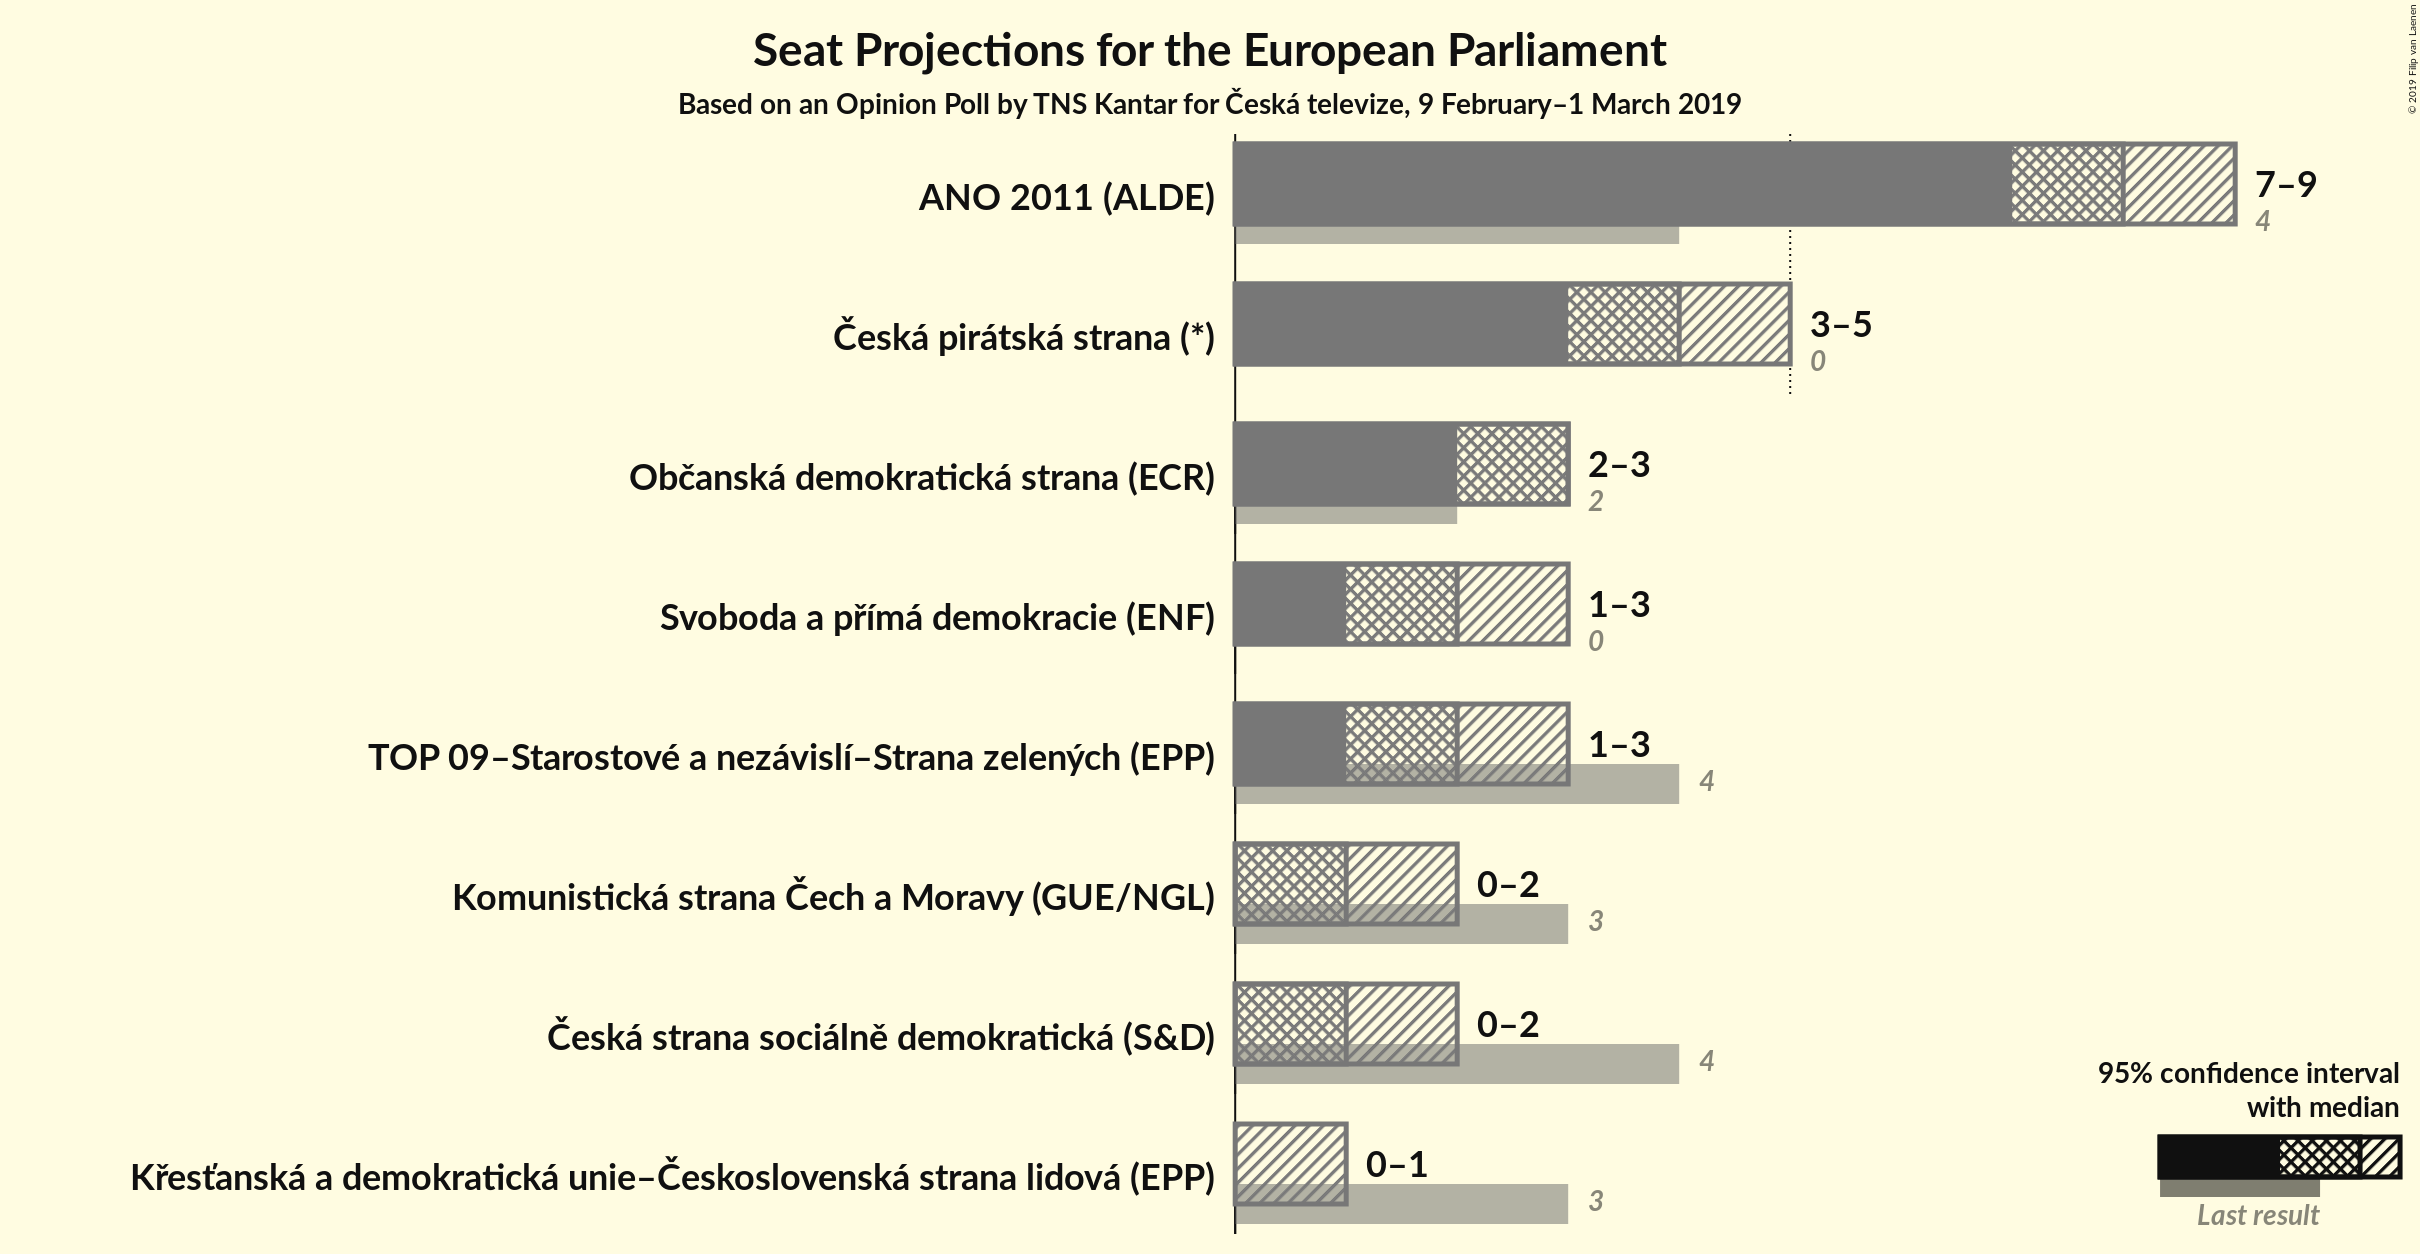 Seat Projections for the European Parliament
Based on an Opinion Poll by TNS Kantar for Česká televize, 9 February–1 March 2019
© 2019 Filip van Laenen
ANO 2011 (ALDE)
7–9
4
Česká pirátská strana (*)
3–5
0
Občanská demokratická strana (ECR)
2–3
2
Svoboda a přímá demokracie (ENF)
1–3
0
TOP 09–Starostové a nezávislí–Strana zelených (EPP)
1–3
4
Komunistická strana Čech a Moravy (GUE/NGL)
0–2
3
Česká strana sociálně demokratická (S&D)
0–2
4
Křesťanská a demokratická unie–Československá strana lidová (EPP)
0–1
3
95% confidence interval
with median
Last result